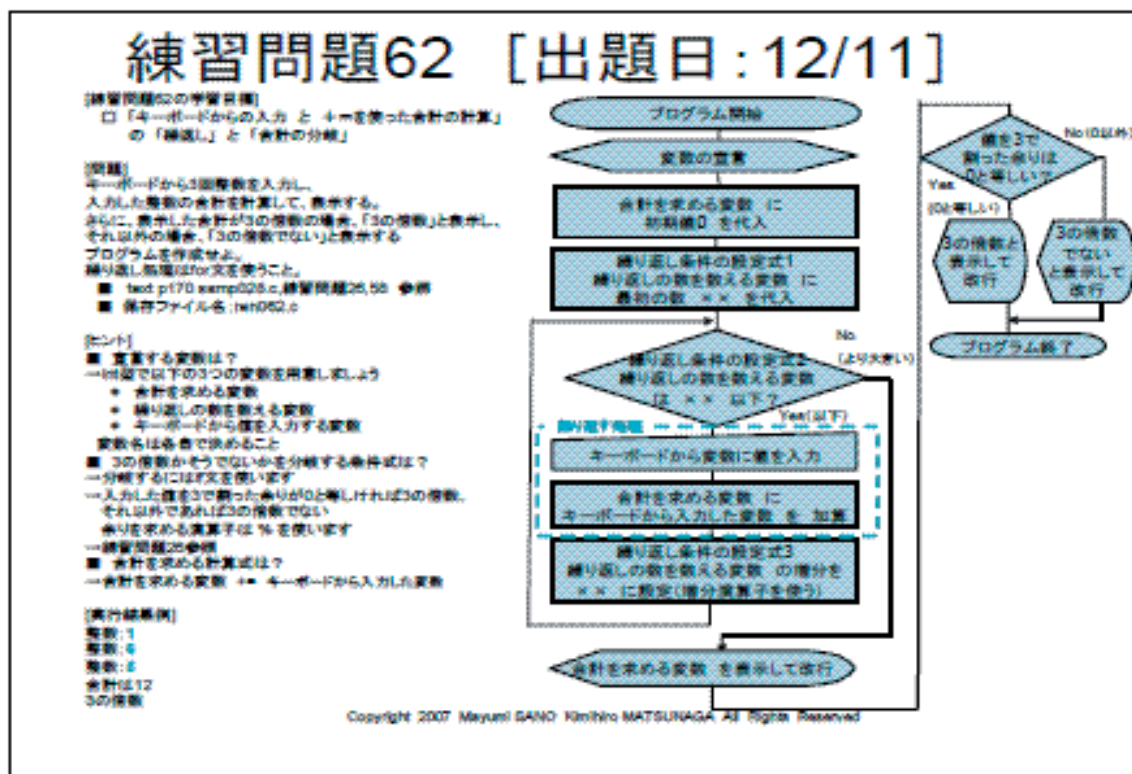 練習問題62 [出題日:12/11]
[練習問題62の学習目標]
□ 「キーボードからの入力 と +=を使った合計の計算」
の 「繰返し」 と 「合計の分岐」
[問題]
キーボードから3回整数を入力し、
入力した整数の合計を計算して、表示する。
さらに、表示した合計が3の倍数の場合、「3の倍数」と表示し、
それ以外の場合、「3の倍数でない」と表示する
プログラムを作成せよ。
繰り返し処理はfor文を使うこと。
■ text p170 samp028.c,練習問題26,58 参照
■ 保存ファイル名:ren062.c
[ヒント]
■ 宣言する変数は?
→int型で以下の3つの変数を用意しましょう
* 合計を求める変数
* 繰り返しの数を数える変数
* キーボードから値を入力する変数
変数名は各自で決めること
■ 3の倍数かそうでないかを分岐する条件式は?
→分岐するにはif文を使います
→入力した値を3で割った余りが0と等しければ3の倍数、
それ以外であれば3の倍数でない
余りを求める演算子は % を使います
→練習問題26参照
■ 合計を求める計算式は?
→合計を求める変数 += キーボードから入力した変数
[実行結果例]
整数:1
整数:6
整数:5
合計は12
3の倍数
プログラム開始
変数の宣言
合計を求める変数 に
初期値0 を代入
繰り返し条件の設定式1
繰り返しの数を数える変数 に
最初の数 ×× を代入
繰り返し条件の設定式2
繰り返しの数を数える変数
は ×× 以下?
No
(より大きい)
Yes(以下)
繰り返す処理
キーボードから変数に値を入力
合計を求める変数 に
キーボードから入力した変数 を 加算
繰り返し条件の設定式3
繰り返しの数を数える変数 の増分を
×× に設定(増分演算子を使う)
合計を求める変数 を表示して改行
値を3で
割った余りは
0と等しい?
No(0以外)
Yes
(0と等しい)
3の倍数と
表示して
改行
3の倍数
でない
と表示して
改行
プログラム終了
Copyright 2007 Mayumi SANO Kimihiro MATSUNAGA All Rights Reserved